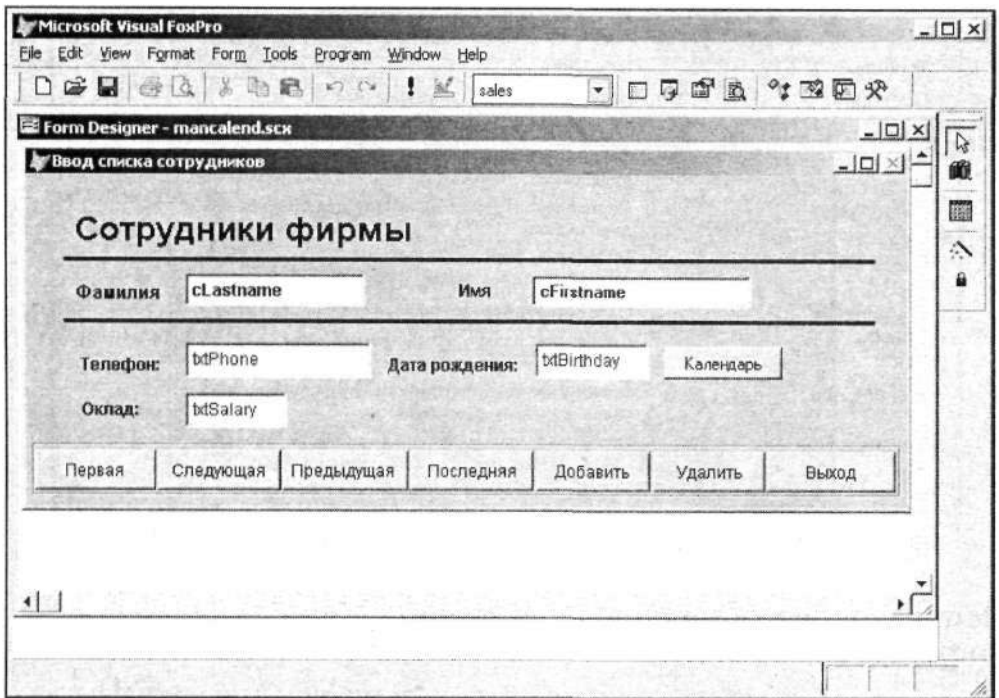 Microsoft Visual FoxPro
File Edit View Format Form Tools Program Window Help
sales
Form Designer - mancalend.scx
Ввод списка сотрудников
Сотрудники фирмы
Фамилия cLastname Имя cFirstname
Телефон: txtPhone Дата рождения: txtBirthday Календарь
Оклад: txtSalary
Первая Следующая Предыдущая Последняя Добавить Удалить Выход